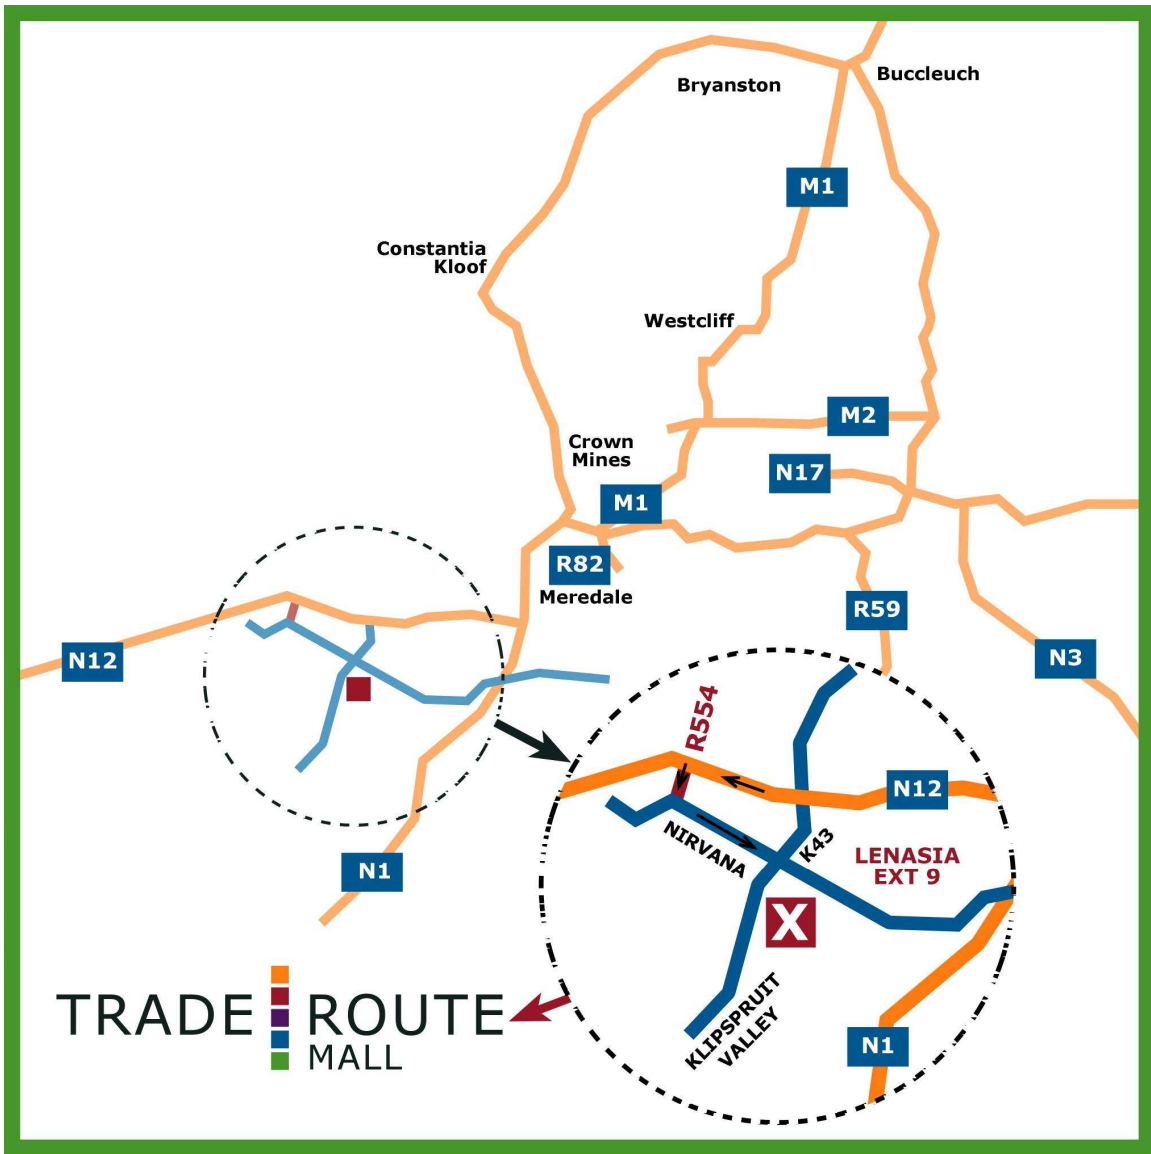 Buccleuch
Bryanston
M1
Constantia
Kloof
Westcliff
M2
Crown
Mines
N17
M1
R82
Meredale
R59
N12
N3
R554
N12
NIRVANA
K43
LENASIA
EXT 9
N1
X
KLIPSPRUIT
VALLEY
N1
TRADE ROUTE
MALL